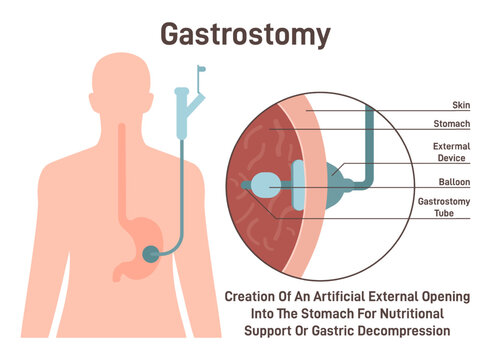 Gastrostomy
Skin
Stomach
Extermal
Device
Balloon
Gastrostomy
Tube
Creation Of An Artificial External Opening
Into The Stomach For Nutritional
Support Or Gastric Decompression